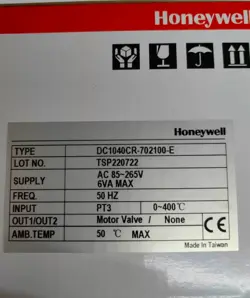 Honeywell
Honeywell
TYPE DC1040CR-702100-E
LOT NO. TSP220722
SUPPLY AC 85~265V
6VA MAX
FREQ. 50 HZ
INPUT PT3 0~400℃
OUT1/OUT2 Motor Valve / None
AMB.TEMP 50 ℃ MAX
CE
Made In Taiwan